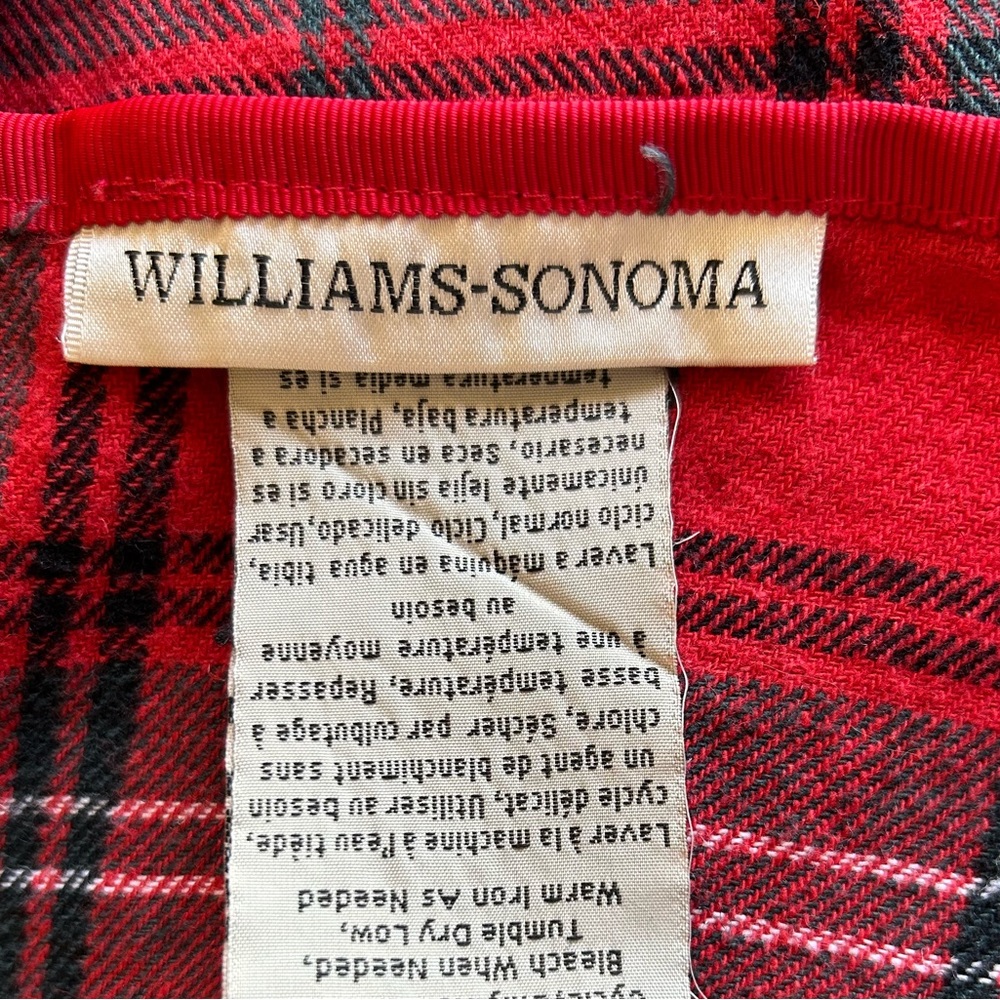 WILLIAMS-SONOMA
Bleach When Needed,
Tumble Dry Low,
Warm Iron As Needed
Laver à la machine à l'eau tiède,
cycle délicat, Utiliser au besoin
un agent de blanchiment sans
chlore, Sécher par culbutage à
basse température, Repasser
à une température moyenne
au besoin
Lavar a máquina en agua tibia,
ciclo normal, Ciclo delicado,Usar
únicamente lejia sin cloro si es
necesario, Seca en secadora a
temperatura baja, Plancha a
temperatura media si es